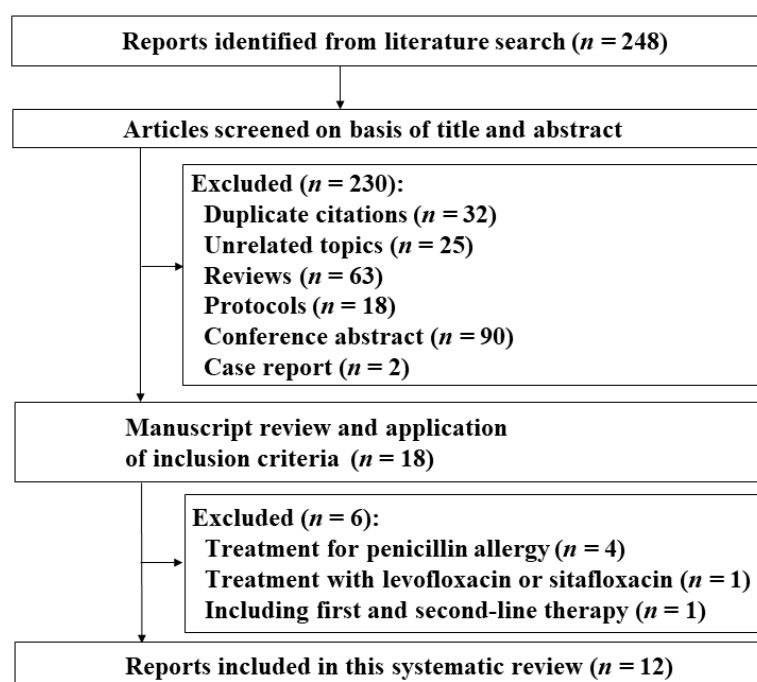 Reports identified from literature search (n = 248)
Articles screened on basis of title and abstract
Excluded (n = 230):
Duplicate citations (n = 32)
Unrelated topics (n = 25)
Reviews (n = 63)
Protocols (n = 18)
Conference abstract (n = 90)
Case report (n = 2)
Manuscript review and application
of inclusion criteria (n = 18)
Excluded (n = 6):
Treatment for penicillin allergy (n = 4)
Treatment with levofloxacin or sitafloxacin (n = 1)
Including first and second-line therapy (n = 1)
Reports included in this systematic review (n = 12)